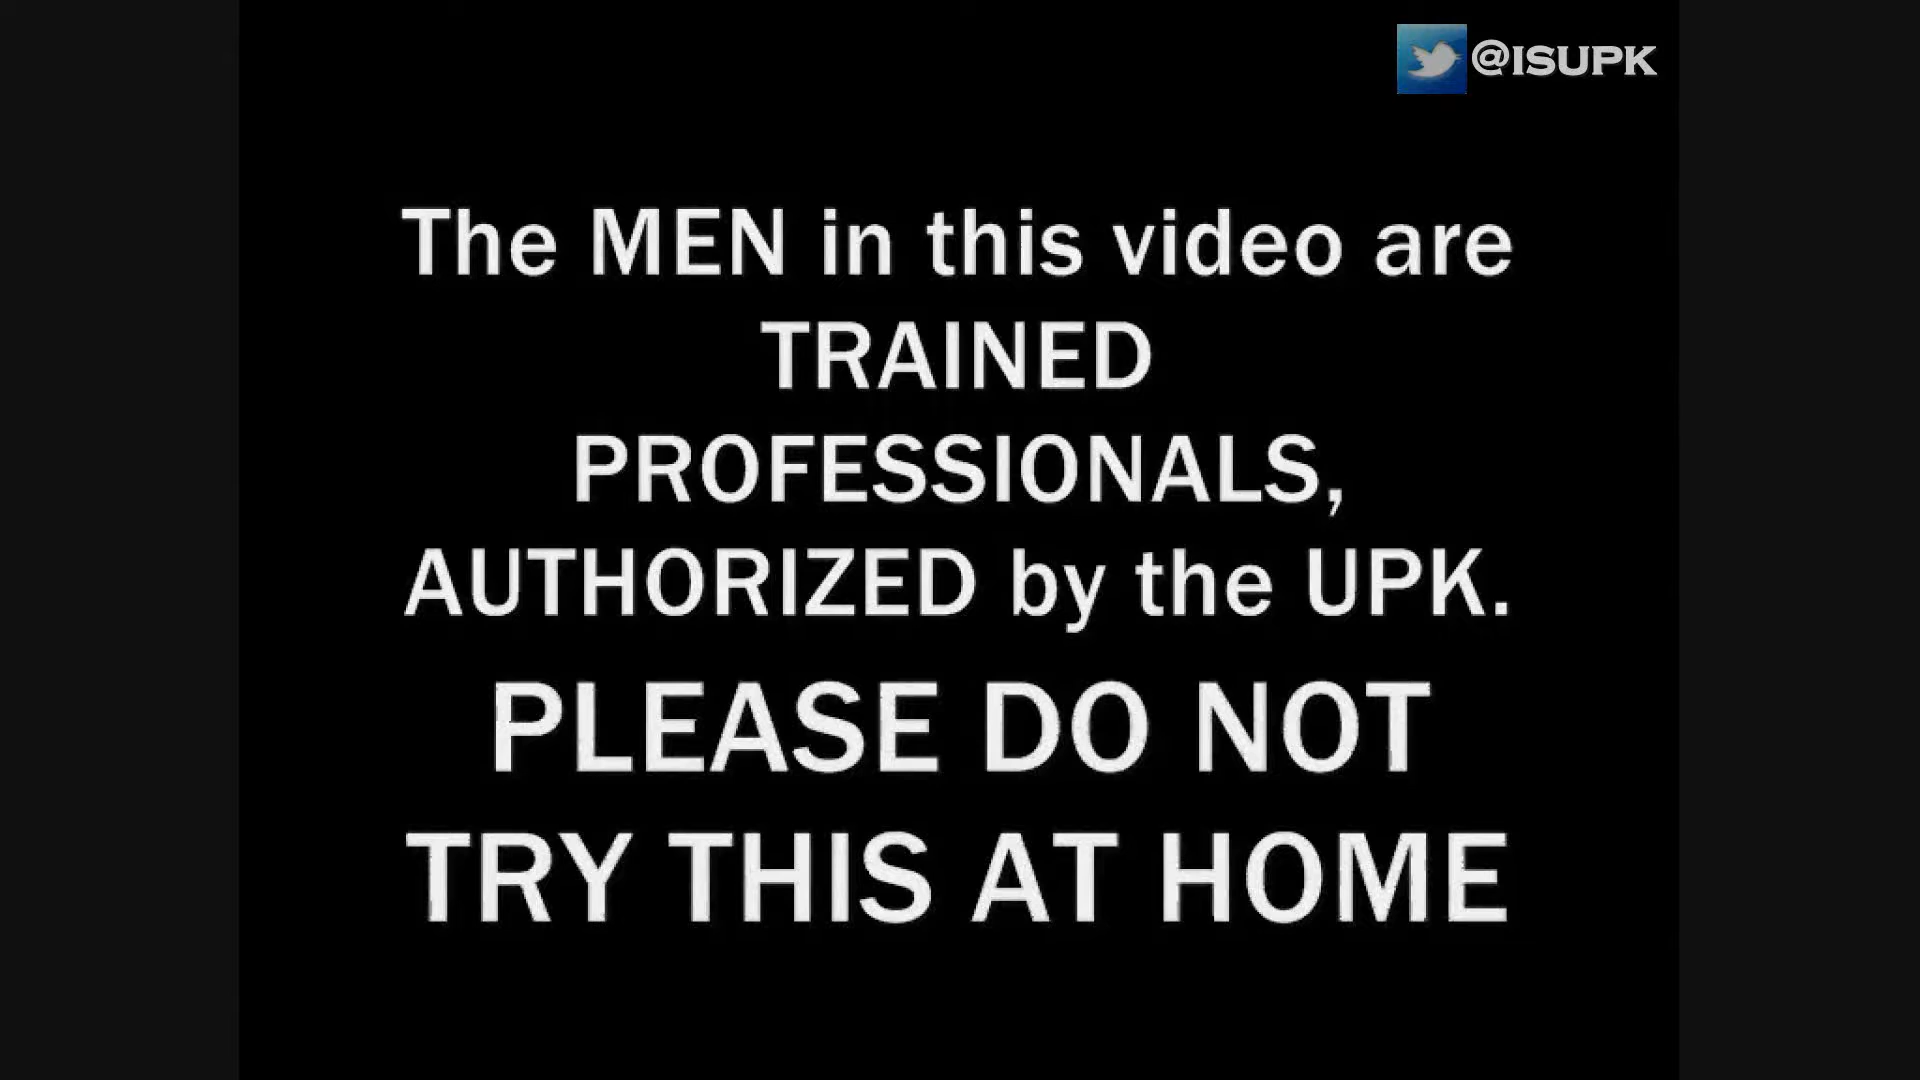 @ISUPK
The MEN in this video are
TRAINED
PROFESSIONALS,
AUTHORIZED by the UPK.
PLEASE DO NOT
TRY THIS AT HOME